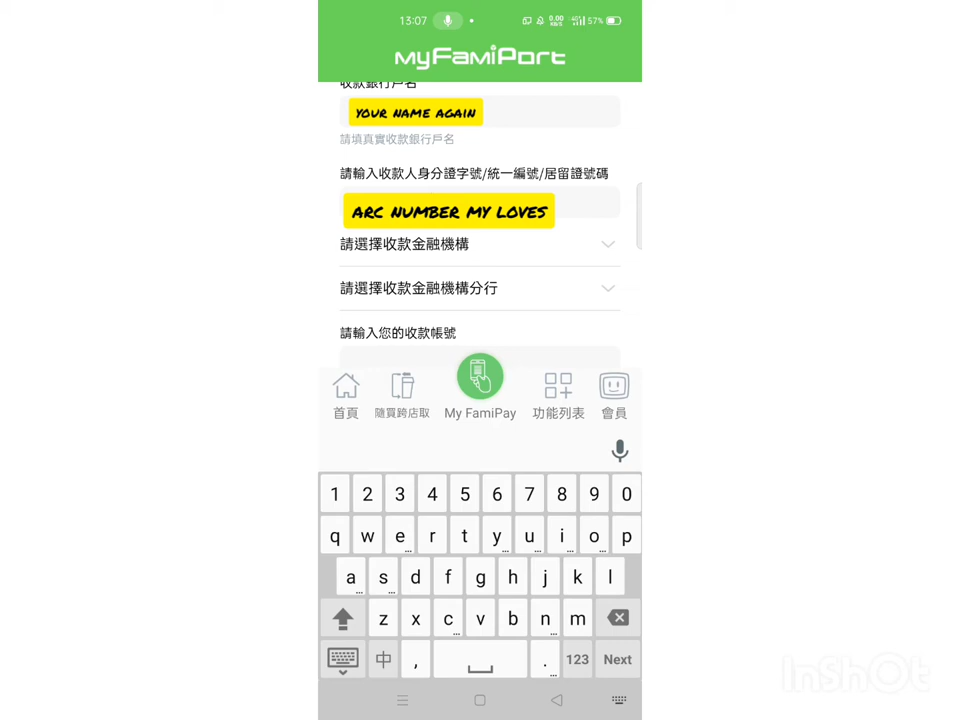 13:07
0.00 KB/S 4G 57%
MyFamiPort
收款銀行戶名
YOUR NAME AGAIN
請填真實收款銀行戶名
請輸入收款人身分證字號/統一編號/居留證號碼
ARC NUMBER MY LOVES
請選擇收款金融機構
請選擇收款金融機構分行
請輸入您的收款帳號
首頁 隨買跨店取 My FamiPay 功能列表 會員
1 2 3 4 5 6 7 8 9 0
q w e r t y u i o p
a s d f g h j k l
z x c v b n m
中 , . 123 Next
InShOt